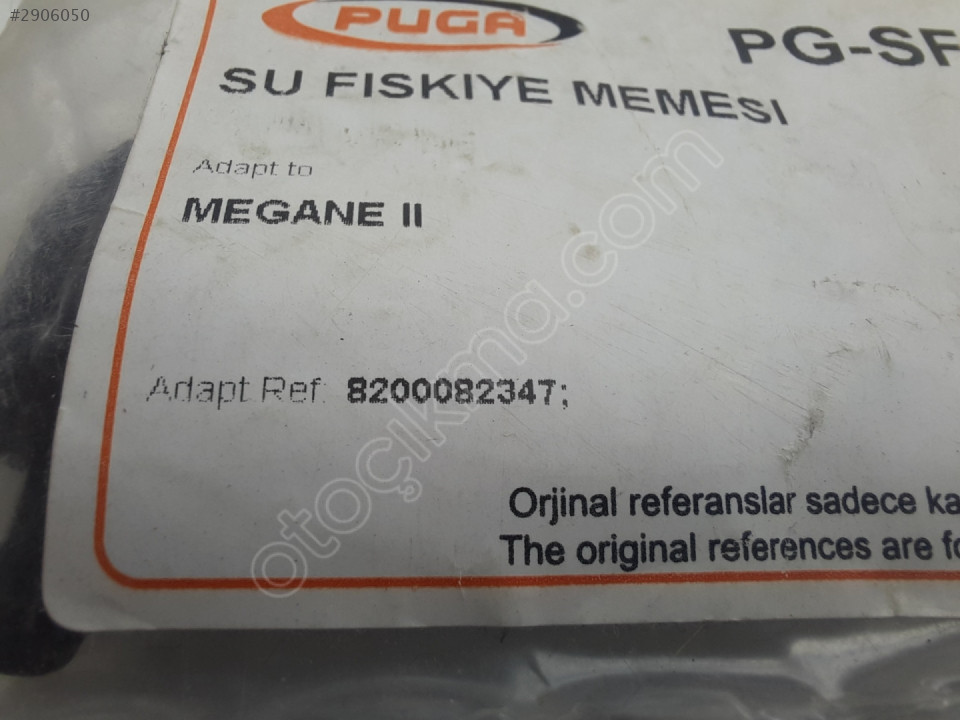 #2906050
PUGA
PG-SF
SU FISKIYE MEMESI
Adapt to
MEGANE II
Adapt Ref: 8200082347;
otoçıkma.com
Orjinal referanslar sadece ka
The original references are fo